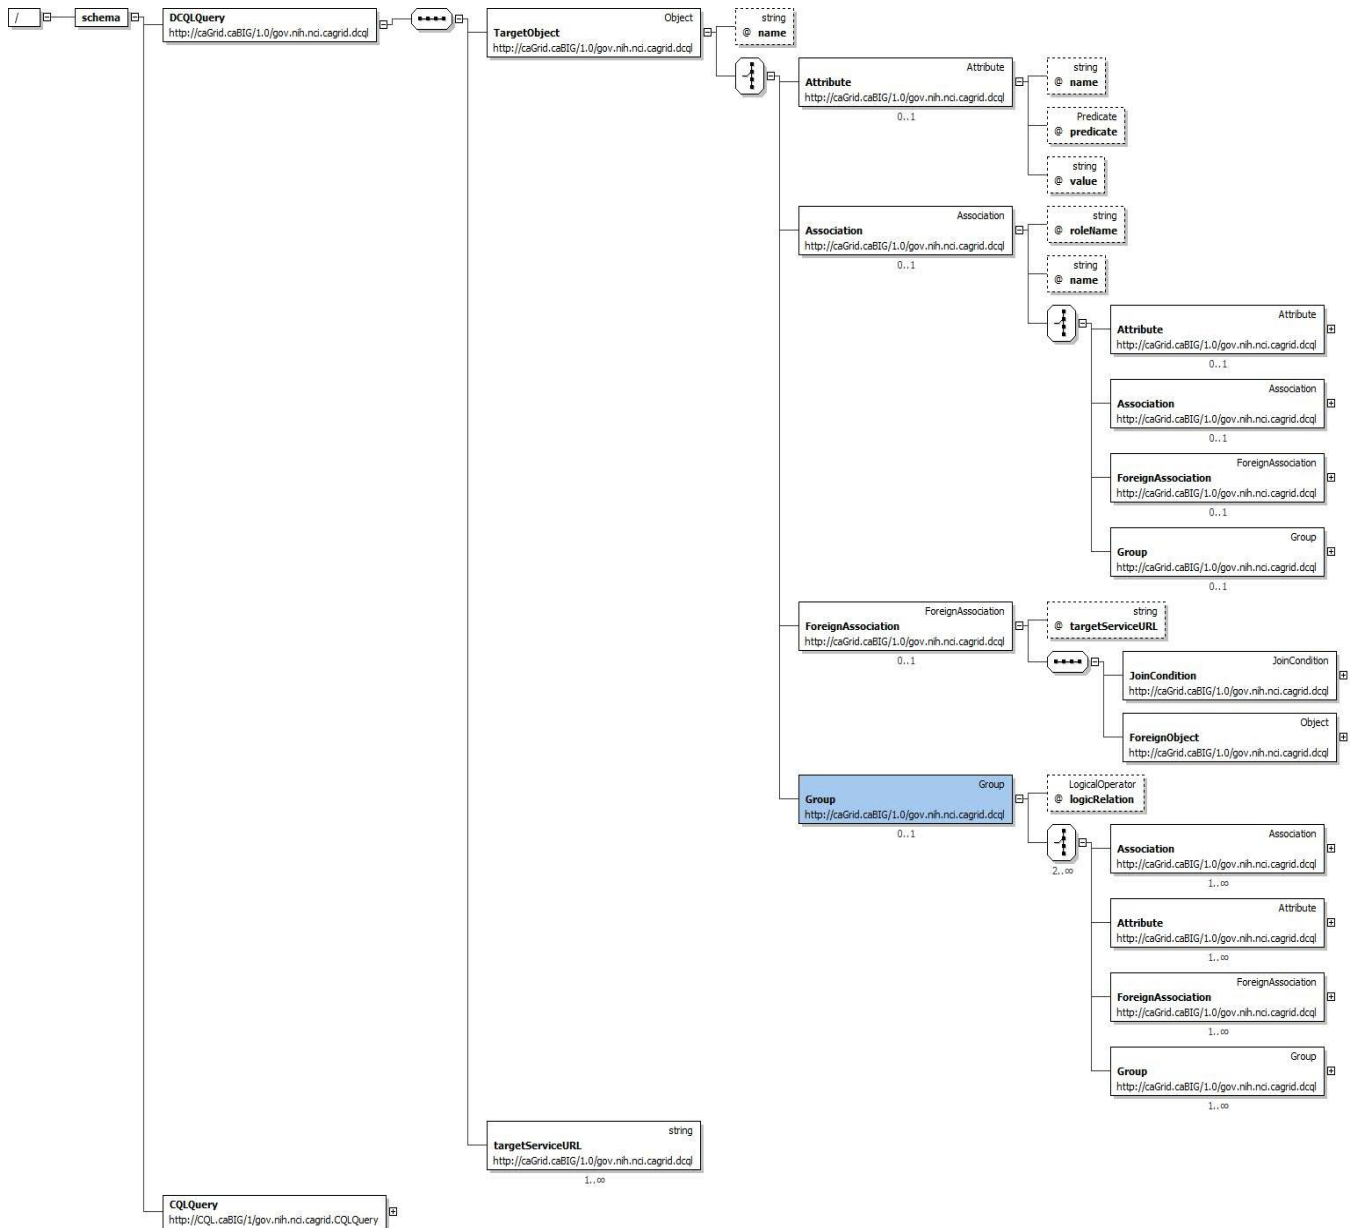 /
schema
DCQLQuery
http://caGrid.caBIG/1.0/gov.nih.nci.cagrid.dcql
Object
TargetObject
http://caGrid.caBIG/1.0/gov.nih.nci.cagrid.dcql
string
@ name
Attribute
Attribute
http://caGrid.caBIG/1.0/gov.nih.nci.cagrid.dcql
0..1
string
@ name
Predicate
@ predicate
string
@ value
Association
Association
http://caGrid.caBIG/1.0/gov.nih.nci.cagrid.dcql
0..1
string
@ roleName
string
@ name
Attribute
Attribute
http://caGrid.caBIG/1.0/gov.nih.nci.cagrid.dcql
0..1
Association
Association
http://caGrid.caBIG/1.0/gov.nih.nci.cagrid.dcql
0..1
ForeignAssociation
ForeignAssociation
http://caGrid.caBIG/1.0/gov.nih.nci.cagrid.dcql
0..1
Group
Group
http://caGrid.caBIG/1.0/gov.nih.nci.cagrid.dcql
0..1
ForeignAssociation
ForeignAssociation
http://caGrid.caBIG/1.0/gov.nih.nci.cagrid.dcql
0..1
string
@ targetServiceURL
JoinCondition
JoinCondition
http://caGrid.caBIG/1.0/gov.nih.nci.cagrid.dcql
Object
ForeignObject
http://caGrid.caBIG/1.0/gov.nih.nci.cagrid.dcql
Group
Group
http://caGrid.caBIG/1.0/gov.nih.nci.cagrid.dcql
0..1
LogicalOperator
@ logicRelation
2..∞
Association
Association
http://caGrid.caBIG/1.0/gov.nih.nci.cagrid.dcql
1..∞
Attribute
Attribute
http://caGrid.caBIG/1.0/gov.nih.nci.cagrid.dcql
1..∞
ForeignAssociation
ForeignAssociation
http://caGrid.caBIG/1.0/gov.nih.nci.cagrid.dcql
1..∞
Group
Group
http://caGrid.caBIG/1.0/gov.nih.nci.cagrid.dcql
1..∞
string
targetServiceURL
http://caGrid.caBIG/1.0/gov.nih.nci.cagrid.dcql
1..∞
CQLQuery
http://CQL.caBIG/1/gov.nih.nci.cagrid.CQLQuery